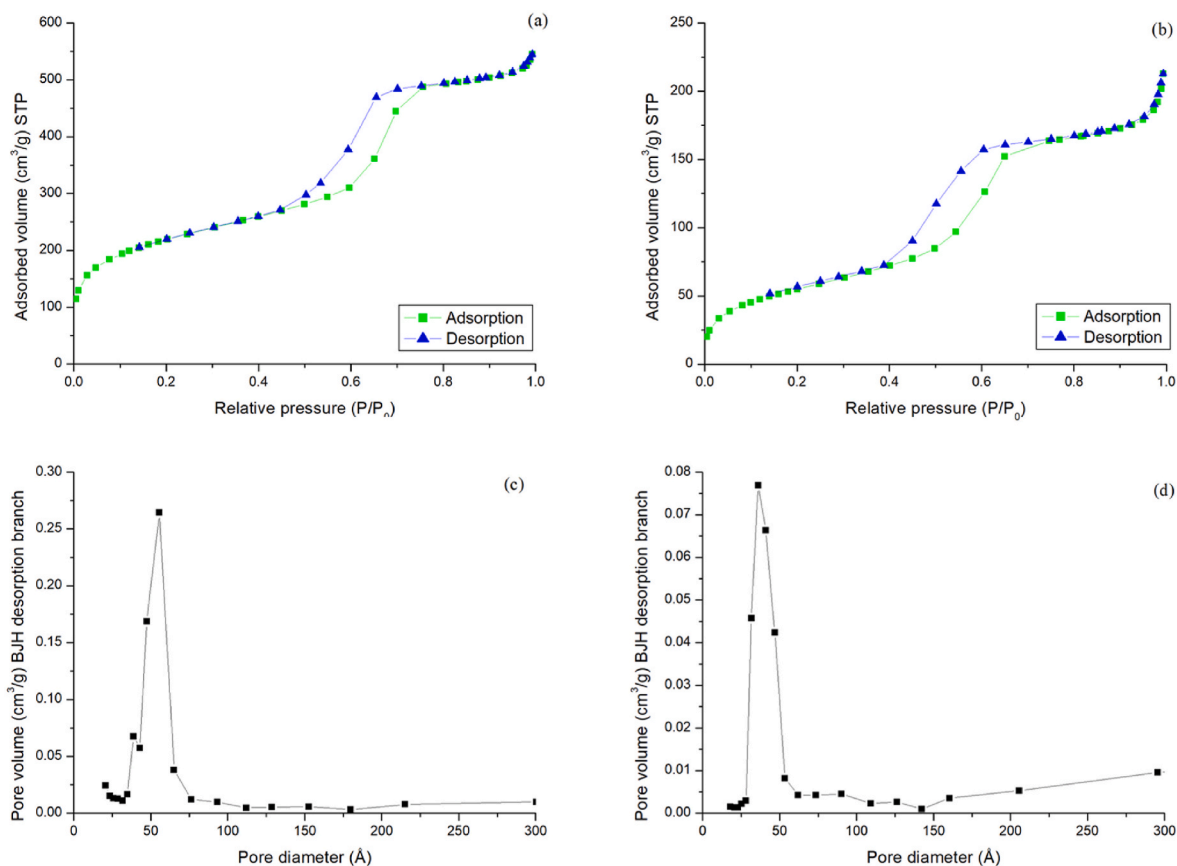 (a)
600
500
400
300
200
100
0
Adsorbed volume (cm³/g) STP
Adsorption
Desorption
0.0 0.2 0.4 0.6 0.8 1.0
Relative pressure (P/P₀)
(b)
250
200
150
100
50
0
Adsorbed volume (cm³/g) STP
Adsorption
Desorption
0.0 0.2 0.4 0.6 0.8 1.0
Relative pressure (P/P₀)
(c)
0.30
0.25
0.20
0.15
0.10
0.05
0.00
Pore volume (cm³/g) BJH desorption branch
0 50 100 150 200 250 300
Pore diameter (Å)
(d)
0.08
0.07
0.06
0.05
0.04
0.03
0.02
0.01
0.00
Pore volume (cm³/g) BJH desorption branch
0 50 100 150 200 250 300
Pore diameter (Å)